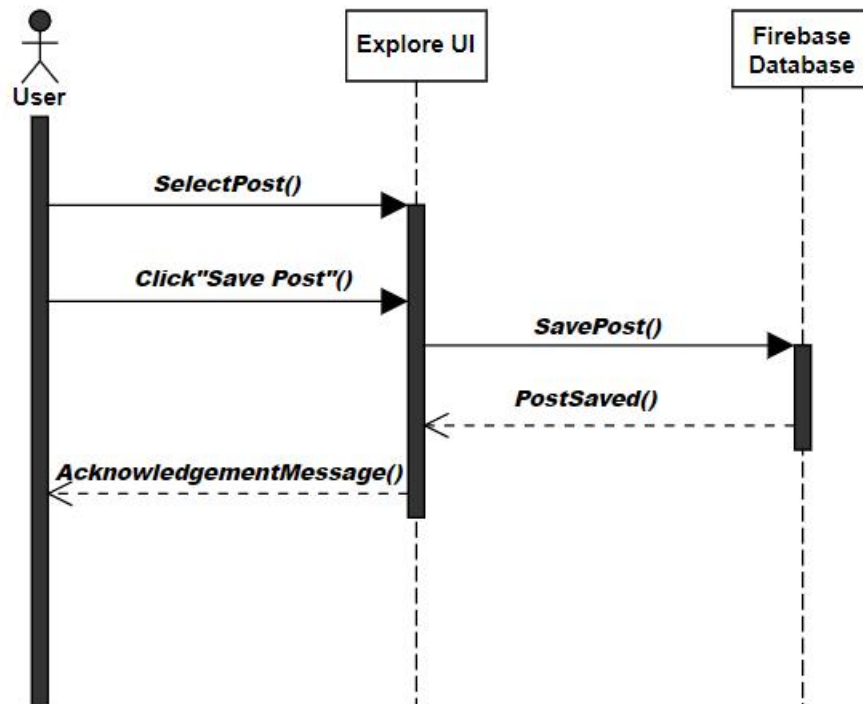 User
Explore UI
Firebase
Database
SelectPost()
Click"Save Post"()
SavePost()
PostSaved()
AcknowledgementMessage()